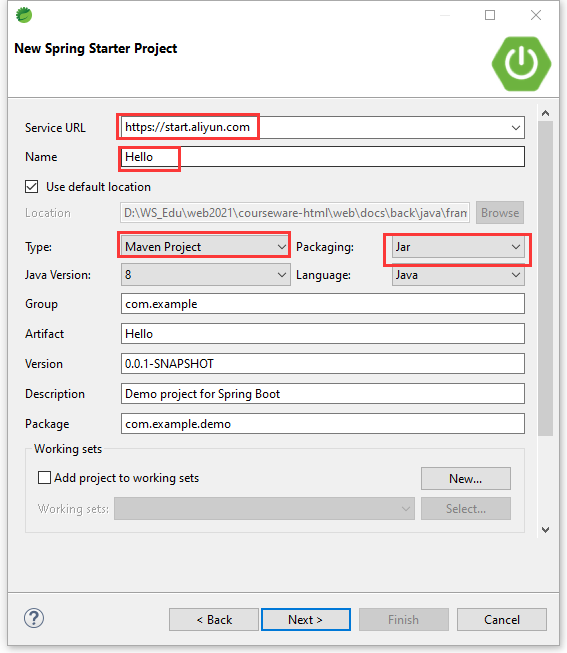 New Spring Starter Project
Service URL https://start.aliyun.com
Name Hello
Use default location
Location D:\WS_Edu\web2021\courseware-html\web\docs\back\java\fram Browse
Type: Maven Project Packaging: Jar
Java Version: 8 Language: Java
Group com.example
Artifact Hello
Version 0.0.1-SNAPSHOT
Description Demo project for Spring Boot
Package com.example.demo
Working sets
Add project to working sets New...
Working sets: Select...
? < Back Next > Finish Cancel